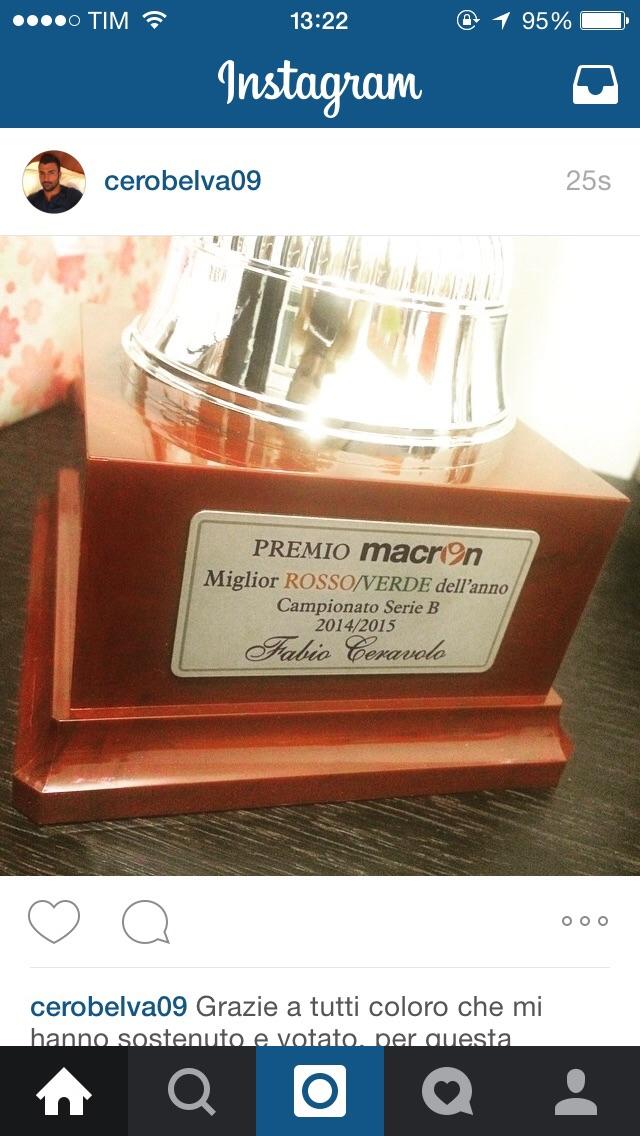 TIM 13:22 95%
Instagram
cerobelva09 25s
PREMIO macron
Miglior ROSSO/VERDE dell'anno
Campionato Serie B
2014/2015
Fabio Ceravolo
cerobelva09 Grazie a tutti coloro che mi
hanno sostenuto e votato, per questa